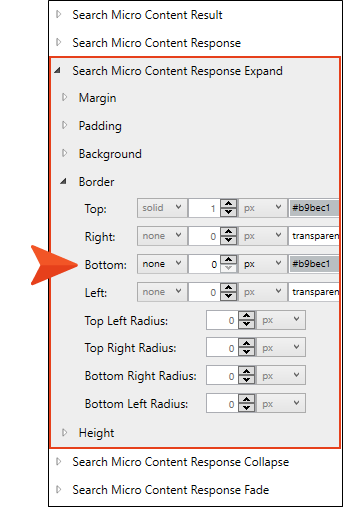 Search Micro Content Result
Search Micro Content Response
Search Micro Content Response Expand
Margin
Padding
Background
Border
Top: solid 1 px #b9bec1
Right: none 0 px transparen
Bottom: none 0 px #b9bec1
Left: none 0 px transparen
Top Left Radius: 0 px
Top Right Radius: 0 px
Bottom Right Radius: 0 px
Bottom Left Radius: 0 px
Height
Search Micro Content Response Collapse
Search Micro Content Response Fade